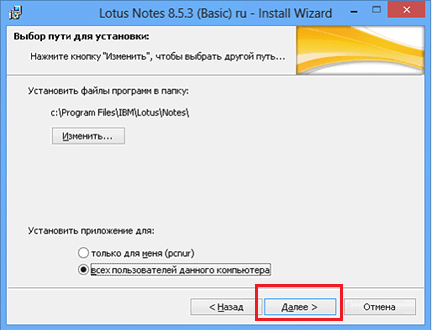 Lotus Notes 8.5.3 (Basic) ru - Install Wizard
Выбор пути для установки:
Нажмите кнопку "Изменить", чтобы выбрать другой путь...
Установить файлы программ в папку:
c:\Program Files\IBM\Lotus\Notes\
Изменить...
Установить приложение для:
только для меня (pcnur)
всех пользователей данного компьютера
< Назад Далее > Отмена